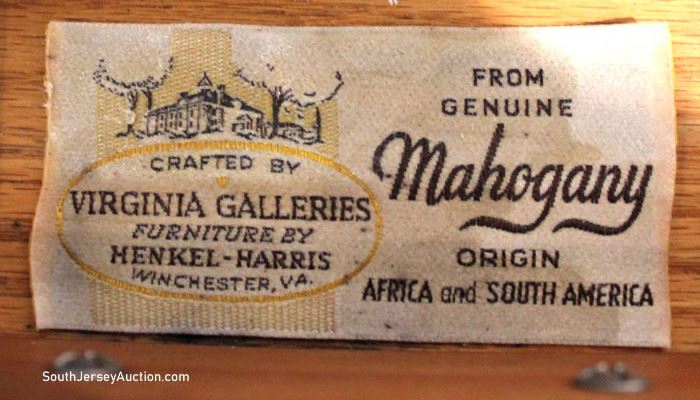 CRAFTED BY
VIRGINIA GALLERIES
FURNITURE BY
HENKEL-HARRIS
WINCHESTER, VA.
FROM
GENUINE
Mahogany
ORIGIN
AFRICA and SOUTH AMERICA
SouthJerseyAuction.com